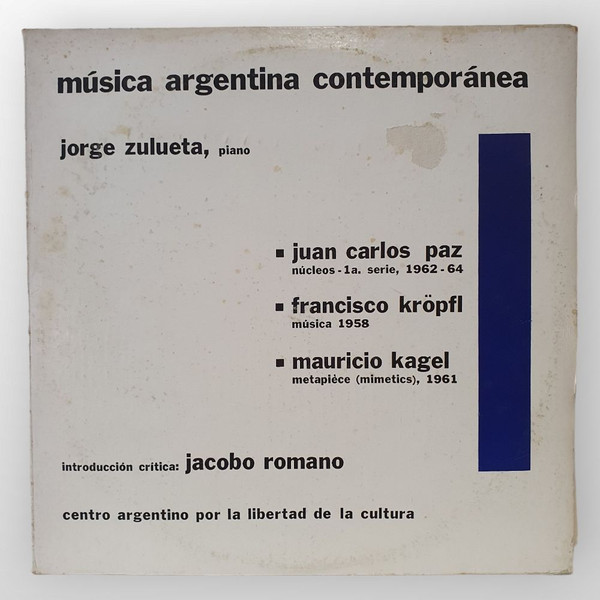 música argentina contemporánea
jorge zulueta, piano
juan carlos paz
núcleos - 1a. serie, 1962 - 64
francisco kröpfl
música 1958
mauricio kagel
metapièce (mimetics), 1961
introducción crítica: jacobo romano
centro argentino por la libertad de la cultura